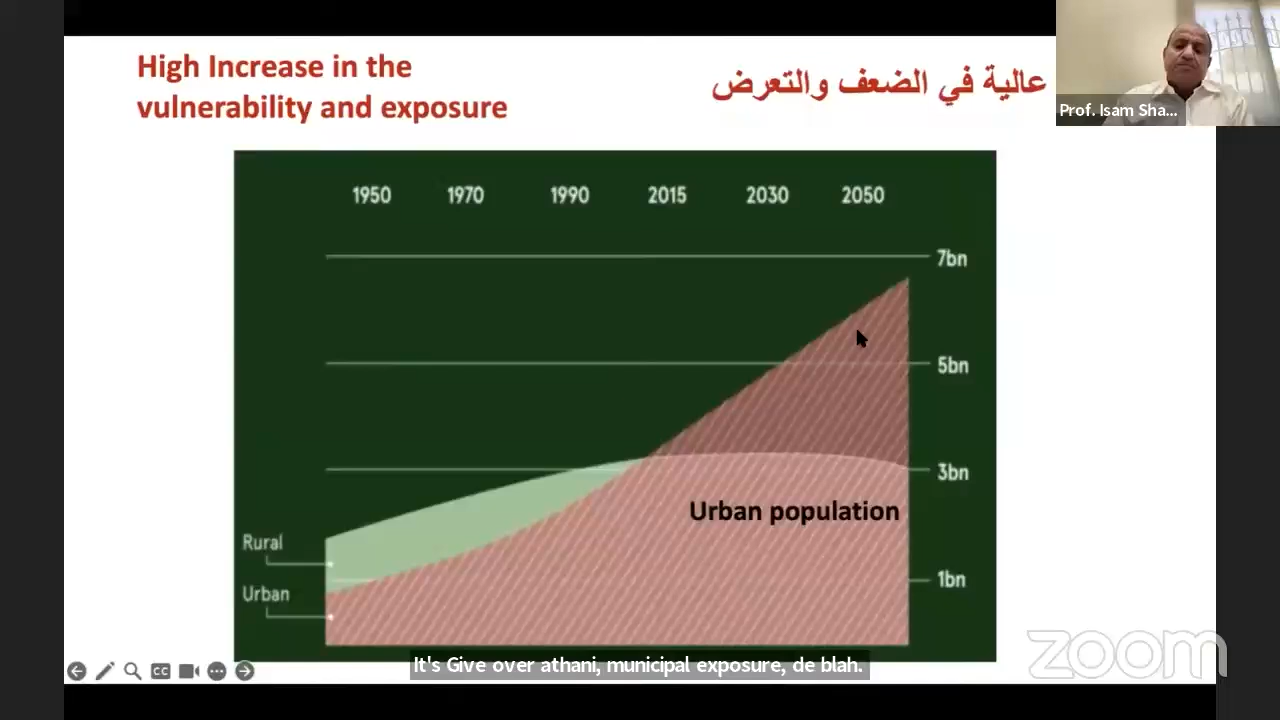 High Increase in the
vulnerability and exposure
عالية في الضعف والتعرض
Prof. Isam Sha...
1950 1970 1990 2015 2030 2050
7bn
5bn
3bn
Urban population
Rural
1bn
Urban
CC
It's Give over athani, municipal exposure, de blah.
zoom